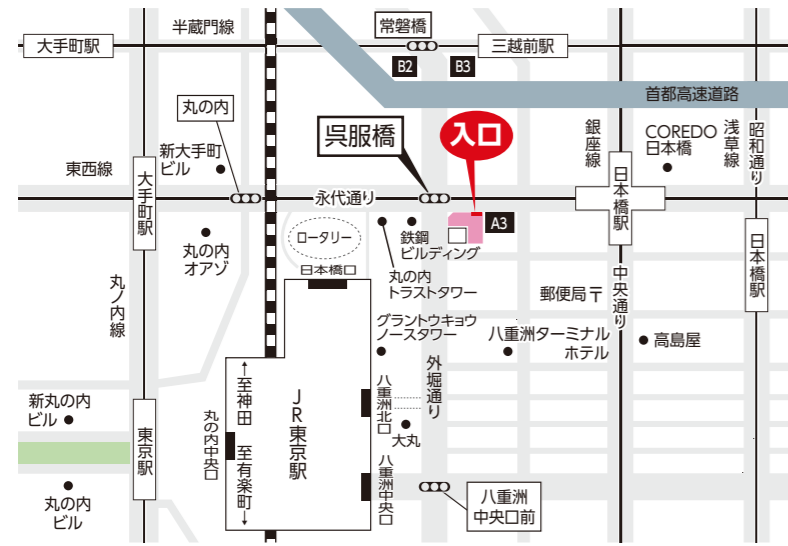 半蔵門線
常磐橋
大手町駅
三越前駅
B2
B3
首都高速道路
丸の内
呉服橋
入口
銀座線
COREDO
日本橋
浅草線
昭和通り
新大手町
ビル
東西線
大手町駅
永代通り
日本橋駅
A3
丸の内
オアゾ
ロータリー
鉄鋼
ビルディング
日本橋口
丸の内
トラストタワー
日本橋駅
丸ノ内線
郵便局〒
中央通り
グラントウキョウ
ノースタワー
八重洲ターミナル
ホテル
高島屋
外堀通り
←至神田
至有楽町→
JR東京駅
八重洲北口
新丸の内
ビル
東京駅
丸の内中央口
大丸
八重洲中央口
丸の内
ビル
八重洲
中央口前